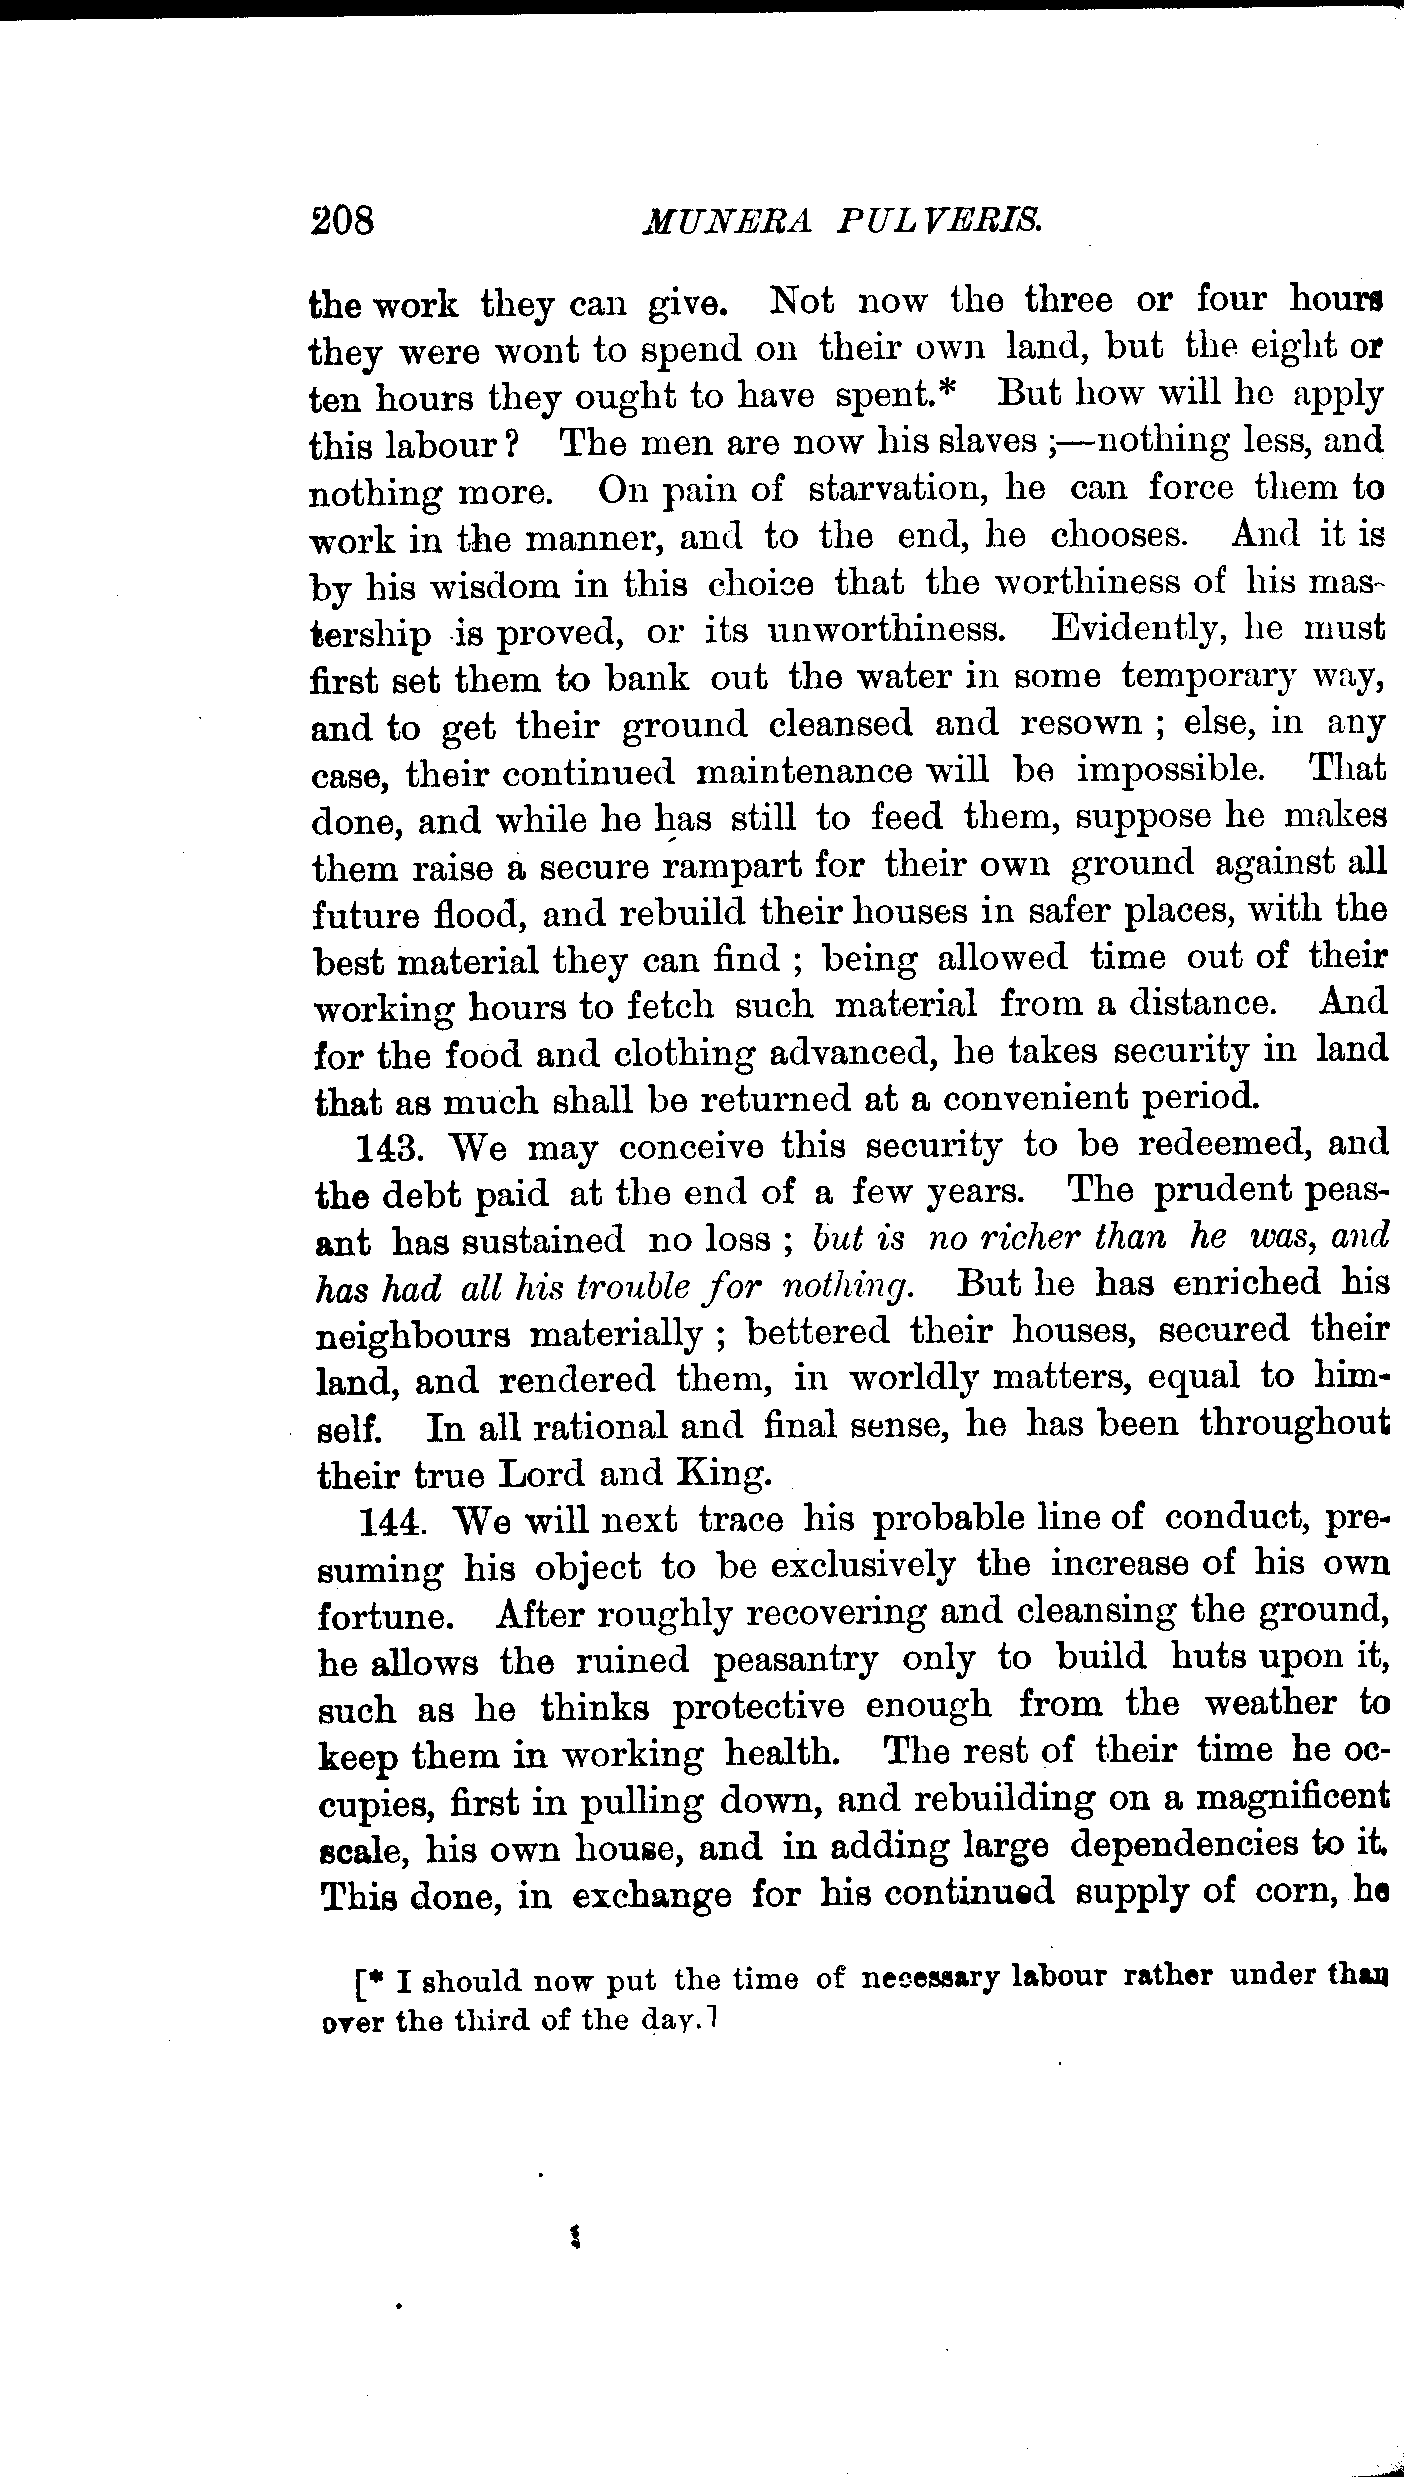 208 MUNERA PULVERIS.
the work they can give. Not now the three or four hours
they were wont to spend on their own land, but the eight or
ten hours they ought to have spent.* But how will he apply
this labour? The men are now his slaves ;—nothing less, and
nothing more. On pain of starvation, he can force them to
work in the manner, and to the end, he chooses. And it is
by his wisdom in this choice that the worthiness of his mas-
tership is proved, or its unworthiness. Evidently, he must
first set them to bank out the water in some temporary way,
and to get their ground cleansed and resown ; else, in any
case, their continued maintenance will be impossible. That
done, and while he has still to feed them, suppose he makes
them raise a secure rampart for their own ground against all
future flood, and rebuild their houses in safer places, with the
best material they can find ; being allowed time out of their
working hours to fetch such material from a distance. And
for the food and clothing advanced, he takes security in land
that as much shall be returned at a convenient period.
143. We may conceive this security to be redeemed, and
the debt paid at the end of a few years. The prudent peas-
ant has sustained no loss ; but is no richer than he was, and
has had all his trouble for nothing. But he has enriched his
neighbours materially ; bettered their houses, secured their
land, and rendered them, in worldly matters, equal to him-
self. In all rational and final sense, he has been throughout
their true Lord and King.
144. We will next trace his probable line of conduct, pre-
suming his object to be exclusively the increase of his own
fortune. After roughly recovering and cleansing the ground,
he allows the ruined peasantry only to build huts upon it,
such as he thinks protective enough from the weather to
keep them in working health. The rest of their time he oc-
cupies, first in pulling down, and rebuilding on a magnificent
scale, his own house, and in adding large dependencies to it.
This done, in exchange for his continued supply of corn, he
[* I should now put the time of necessary labour rather under than
over the third of the day.]